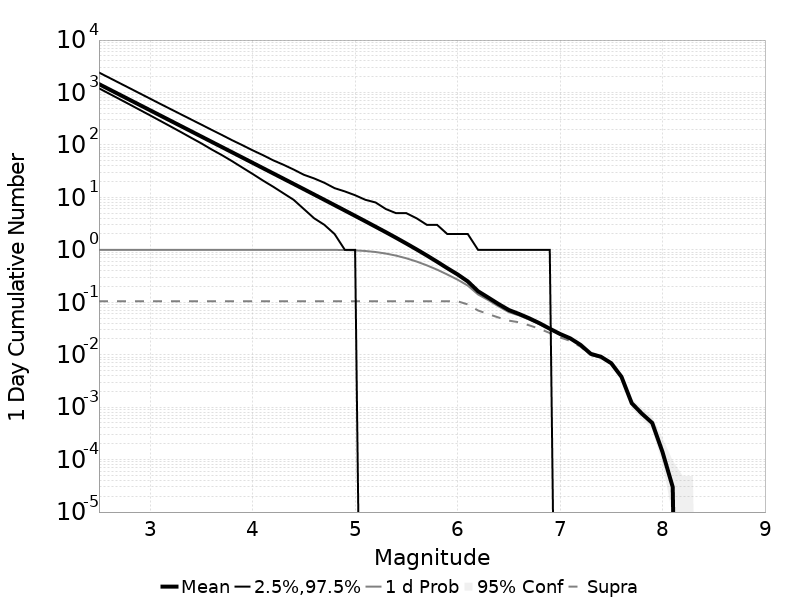 1 Day Cumulative Number
10^4
10^3
10^2
10^1
10^0
10^-1
10^-2
10^-3
10^-4
10^-5
3 4 5 6 7 8 9
Magnitude
Mean 2.5%,97.5% 1 d Prob 95% Conf Supra